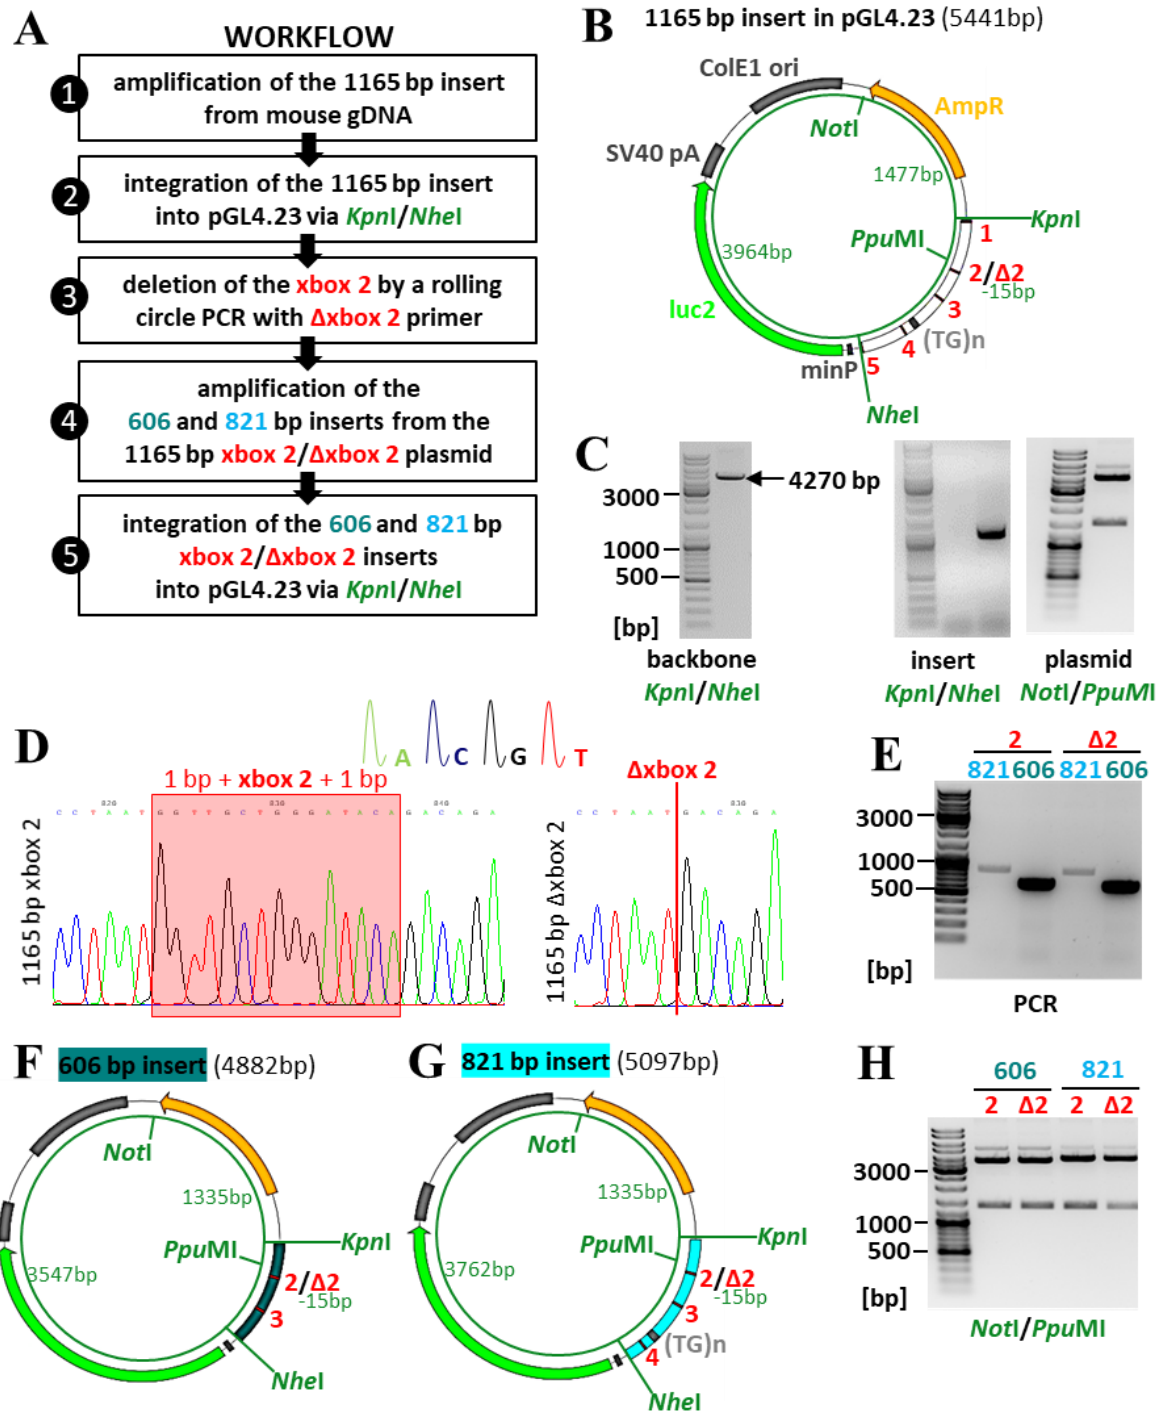 A
WORKFLOW
1
amplification of the 1165 bp insert
from mouse gDNA
2
integration of the 1165 bp insert
into pGL4.23 via KpnI/NheI
3
deletion of the xbox 2 by a rolling
circle PCR with Δxbox 2 primer
4
amplification of the
606 and 821 bp inserts from the
1165 bp xbox 2/Δxbox 2 plasmid
5
integration of the 606 and 821 bp
xbox 2/Δxbox 2 inserts
into pGL4.23 via KpnI/NheI
B
1165 bp insert in pGL4.23 (5441bp)
ColE1 ori
NotI
AmpR
SV40 pA
1477bp
PpuMI
KpnI
1
3964bp
2/Δ2
-15bp
3
luc2
(TG)n
4
minP
5
NheI
C
3000
1000
500
[bp]
4270 bp
backbone
KpnI/NheI
insert
KpnI/NheI
plasmid
NotI/PpuMI
D
A C G T
1 bp + xbox 2 + 1 bp
820 830 840
C C T A A T G G T T G C T G G G A T A C A G A C A G A
1165 bp xbox 2
Δxbox 2
830
C C T A A T G A C A G A
1165 bp Δxbox 2
E
2 Δ2
821 606 821 606
3000
1000
500
[bp]
PCR
F
606 bp insert (4882bp)
NotI
1335bp
PpuMI
KpnI
3547bp
2/Δ2
-15bp
3
NheI
G
821 bp insert (5097bp)
NotI
1335bp
PpuMI
KpnI
3762bp
2/Δ2
-15bp
3
(TG)n
4
NheI
H
606 821
2 Δ2 2 Δ2
3000
1000
500
[bp]
NotI/PpuMI